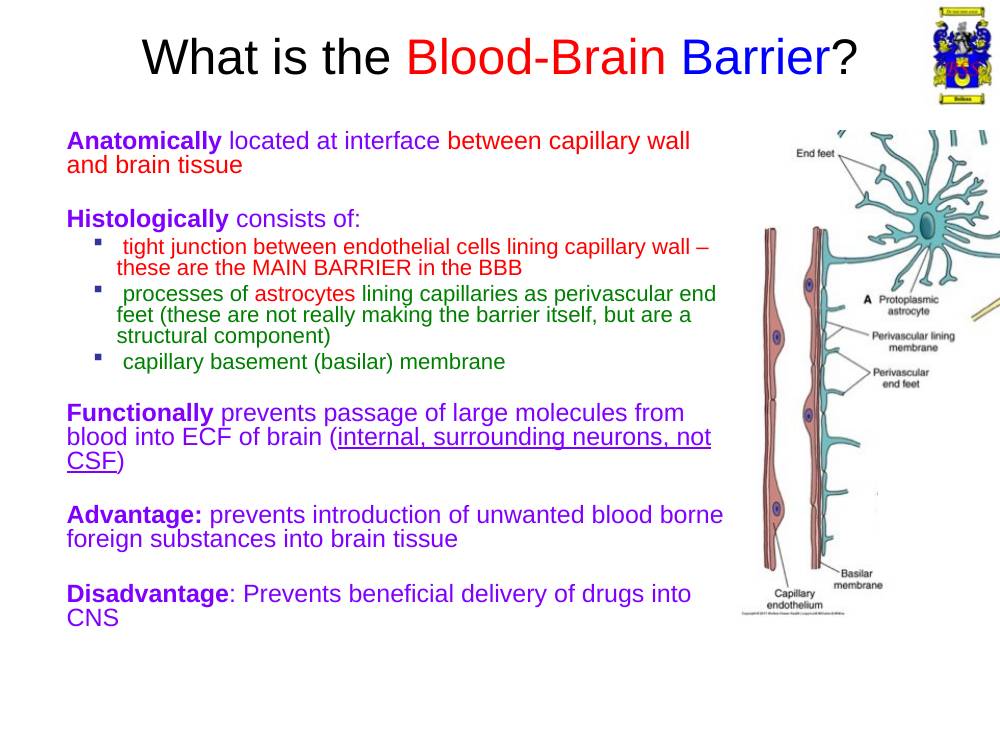 What is the Blood-Brain Barrier?
Anatomically located at interface between capillary wall
and brain tissue
Histologically consists of:
▪ tight junction between endothelial cells lining capillary wall –
these are the MAIN BARRIER in the BBB
▪ processes of astrocytes lining capillaries as perivascular end
feet (these are not really making the barrier itself, but are a
structural component)
▪ capillary basement (basilar) membrane
Functionally prevents passage of large molecules from
blood into ECF of brain (internal, surrounding neurons, not
CSF)
Advantage: prevents introduction of unwanted blood borne
foreign substances into brain tissue
Disadvantage: Prevents beneficial delivery of drugs into
CNS
End feet
A Protoplasmic
astrocyte
Perivascular lining
membrane
Perivascular
end feet
Basilar
membrane
Capillary
endothelium